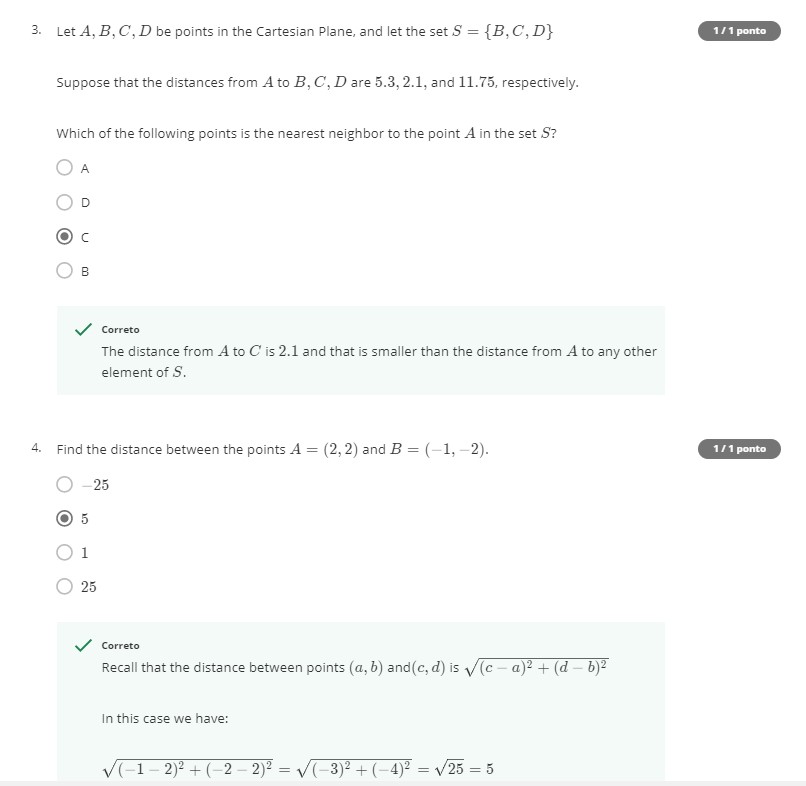 3. Let A, B, C, D be points in the Cartesian Plane, and let the set S = {B, C, D}
1 / 1 ponto
Suppose that the distances from A to B, C, D are 5.3, 2.1, and 11.75, respectively.
Which of the following points is the nearest neighbor to the point A in the set S?
A
D
C
B
Correto
The distance from A to C is 2.1 and that is smaller than the distance from A to any other
element of S.
4. Find the distance between the points A = (2, 2) and B = (−1, −2).
1 / 1 ponto
−25
5
1
25
Correto
Recall that the distance between points (a, b) and(c, d) is √(c − a)² + (d − b)²
In this case we have:
√(−1 − 2)² + (−2 − 2)² = √(−3)² + (−4)² = √25 = 5